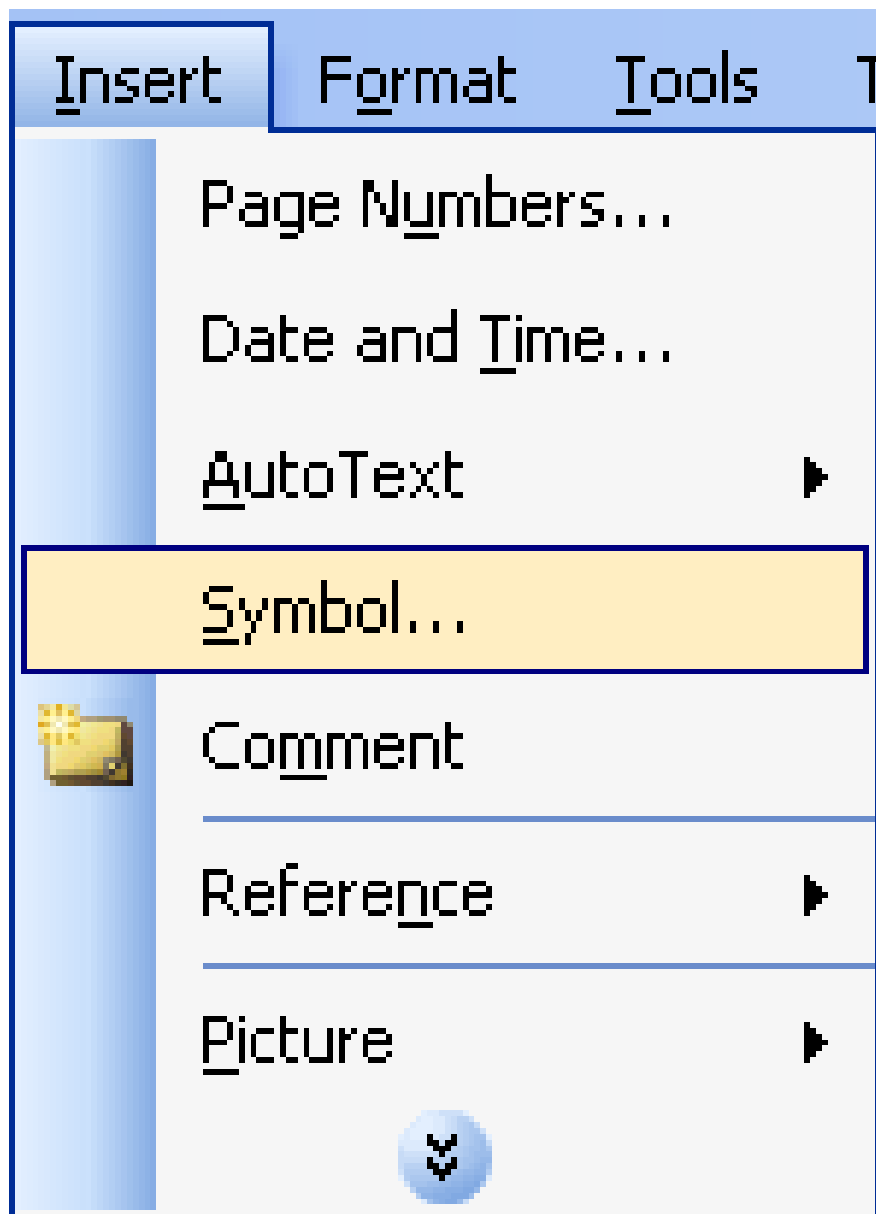 Insert Format Tools T
Page Numbers...
Date and Time...
AutoText
Symbol...
Comment
Reference
Picture